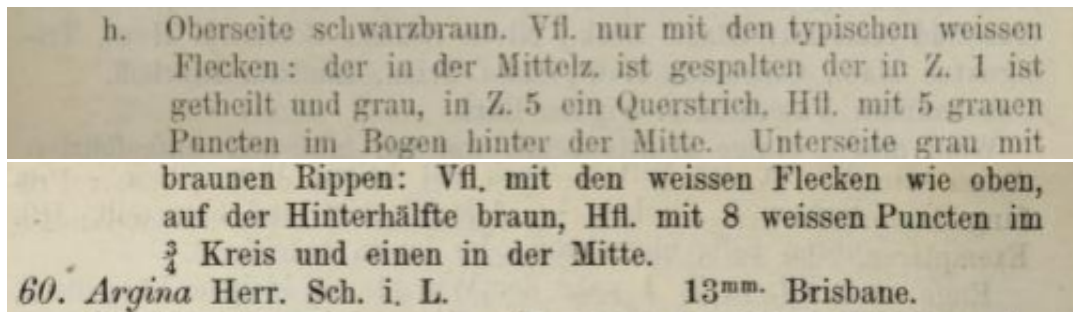 h. Oberseite schwarzbraun. Vfl. nur mit den typischen weissen
Flecken: der in der Mittelz. ist gespalten der in Z. 1 ist
getheilt und grau, in Z. 5 ein Querstrich. Hfl. mit 5 grauen
Puncten im Bogen hinter der Mitte. Unterseite grau mit
braunen Rippen: Vfl. mit den weissen Flecken wie oben,
auf der Hinterhälfte braun, Hfl. mit 8 weissen Puncten im
¾ Kreis und einen in der Mitte.
60. Argina Herr. Sch. i. L. 13mm. Brisbane.